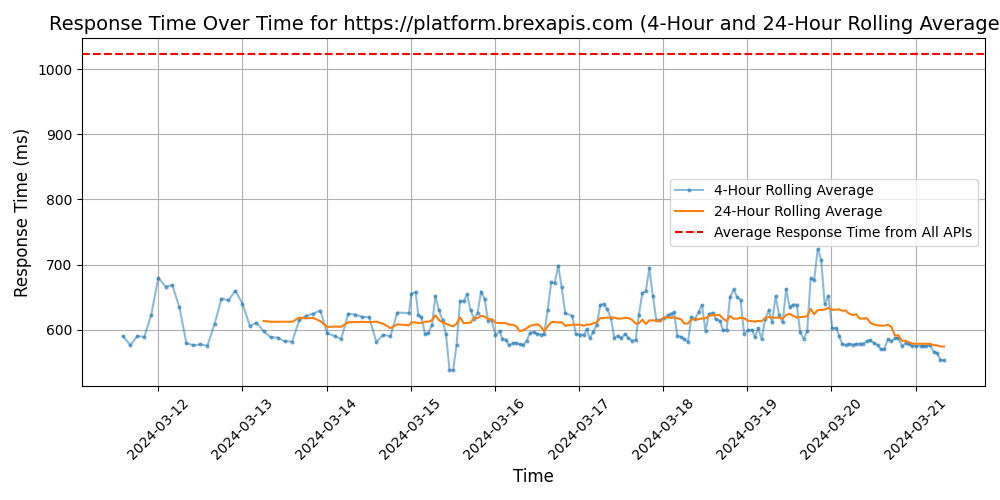 Response Time Over Time for https://platform.brexapis.com (4-Hour and 24-Hour Rolling Average
Response Time (ms)
1000
900
800
700
600
4-Hour Rolling Average
24-Hour Rolling Average
Average Response Time from All APIs
2024-03-12
2024-03-13
2024-03-14
2024-03-15
2024-03-16
2024-03-17
2024-03-18
2024-03-19
2024-03-20
2024-03-21
Time